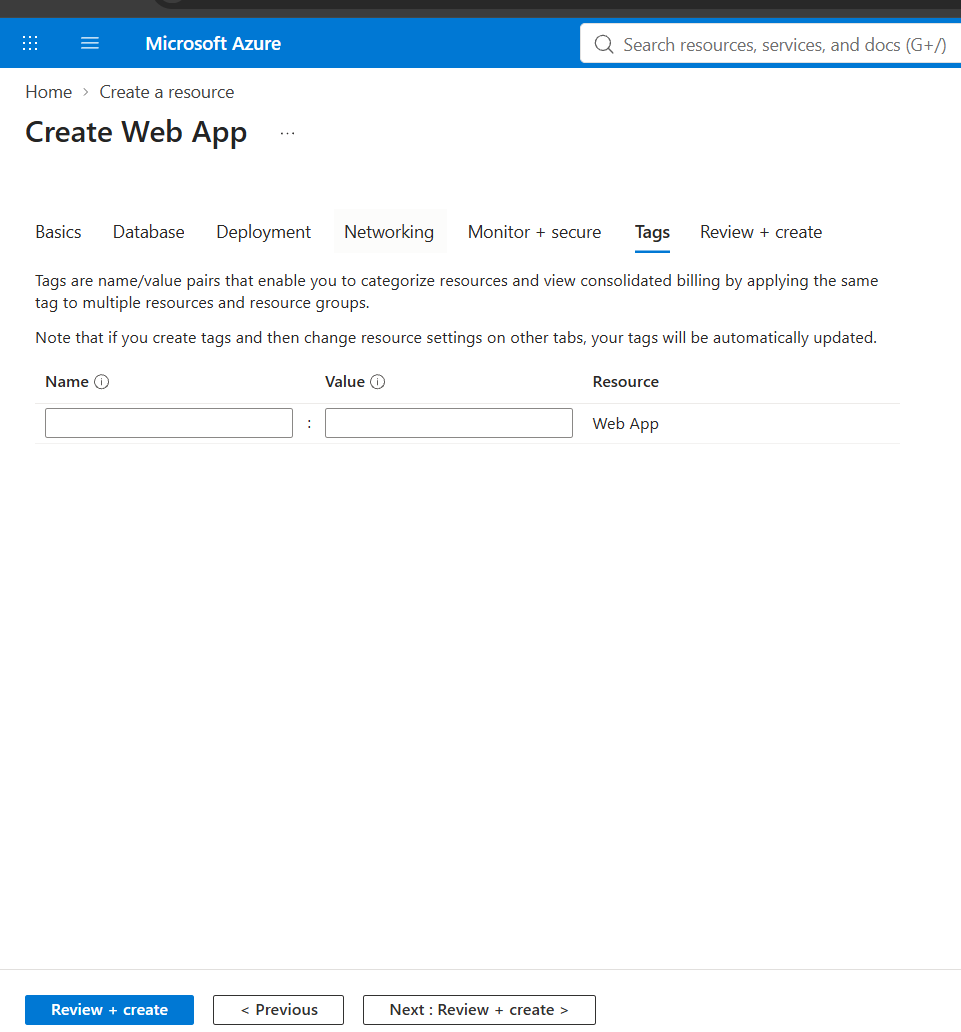 Microsoft Azure
Search resources, services, and docs (G+/)
Home > Create a resource
Create Web App ...
Basics Database Deployment Networking Monitor + secure Tags Review + create
Tags are name/value pairs that enable you to categorize resources and view consolidated billing by applying the same
tag to multiple resources and resource groups.
Note that if you create tags and then change resource settings on other tabs, your tags will be automatically updated.
Name Value Resource
: Web App
Review + create < Previous Next : Review + create >